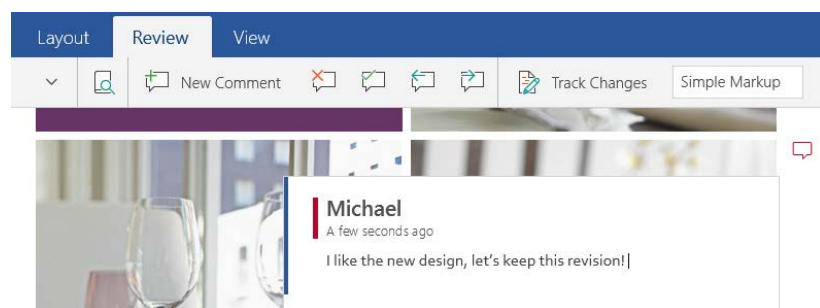 Layout Review View
New Comment Track Changes Simple Markup
Michael
A few seconds ago
I like the new design, let's keep this revision!